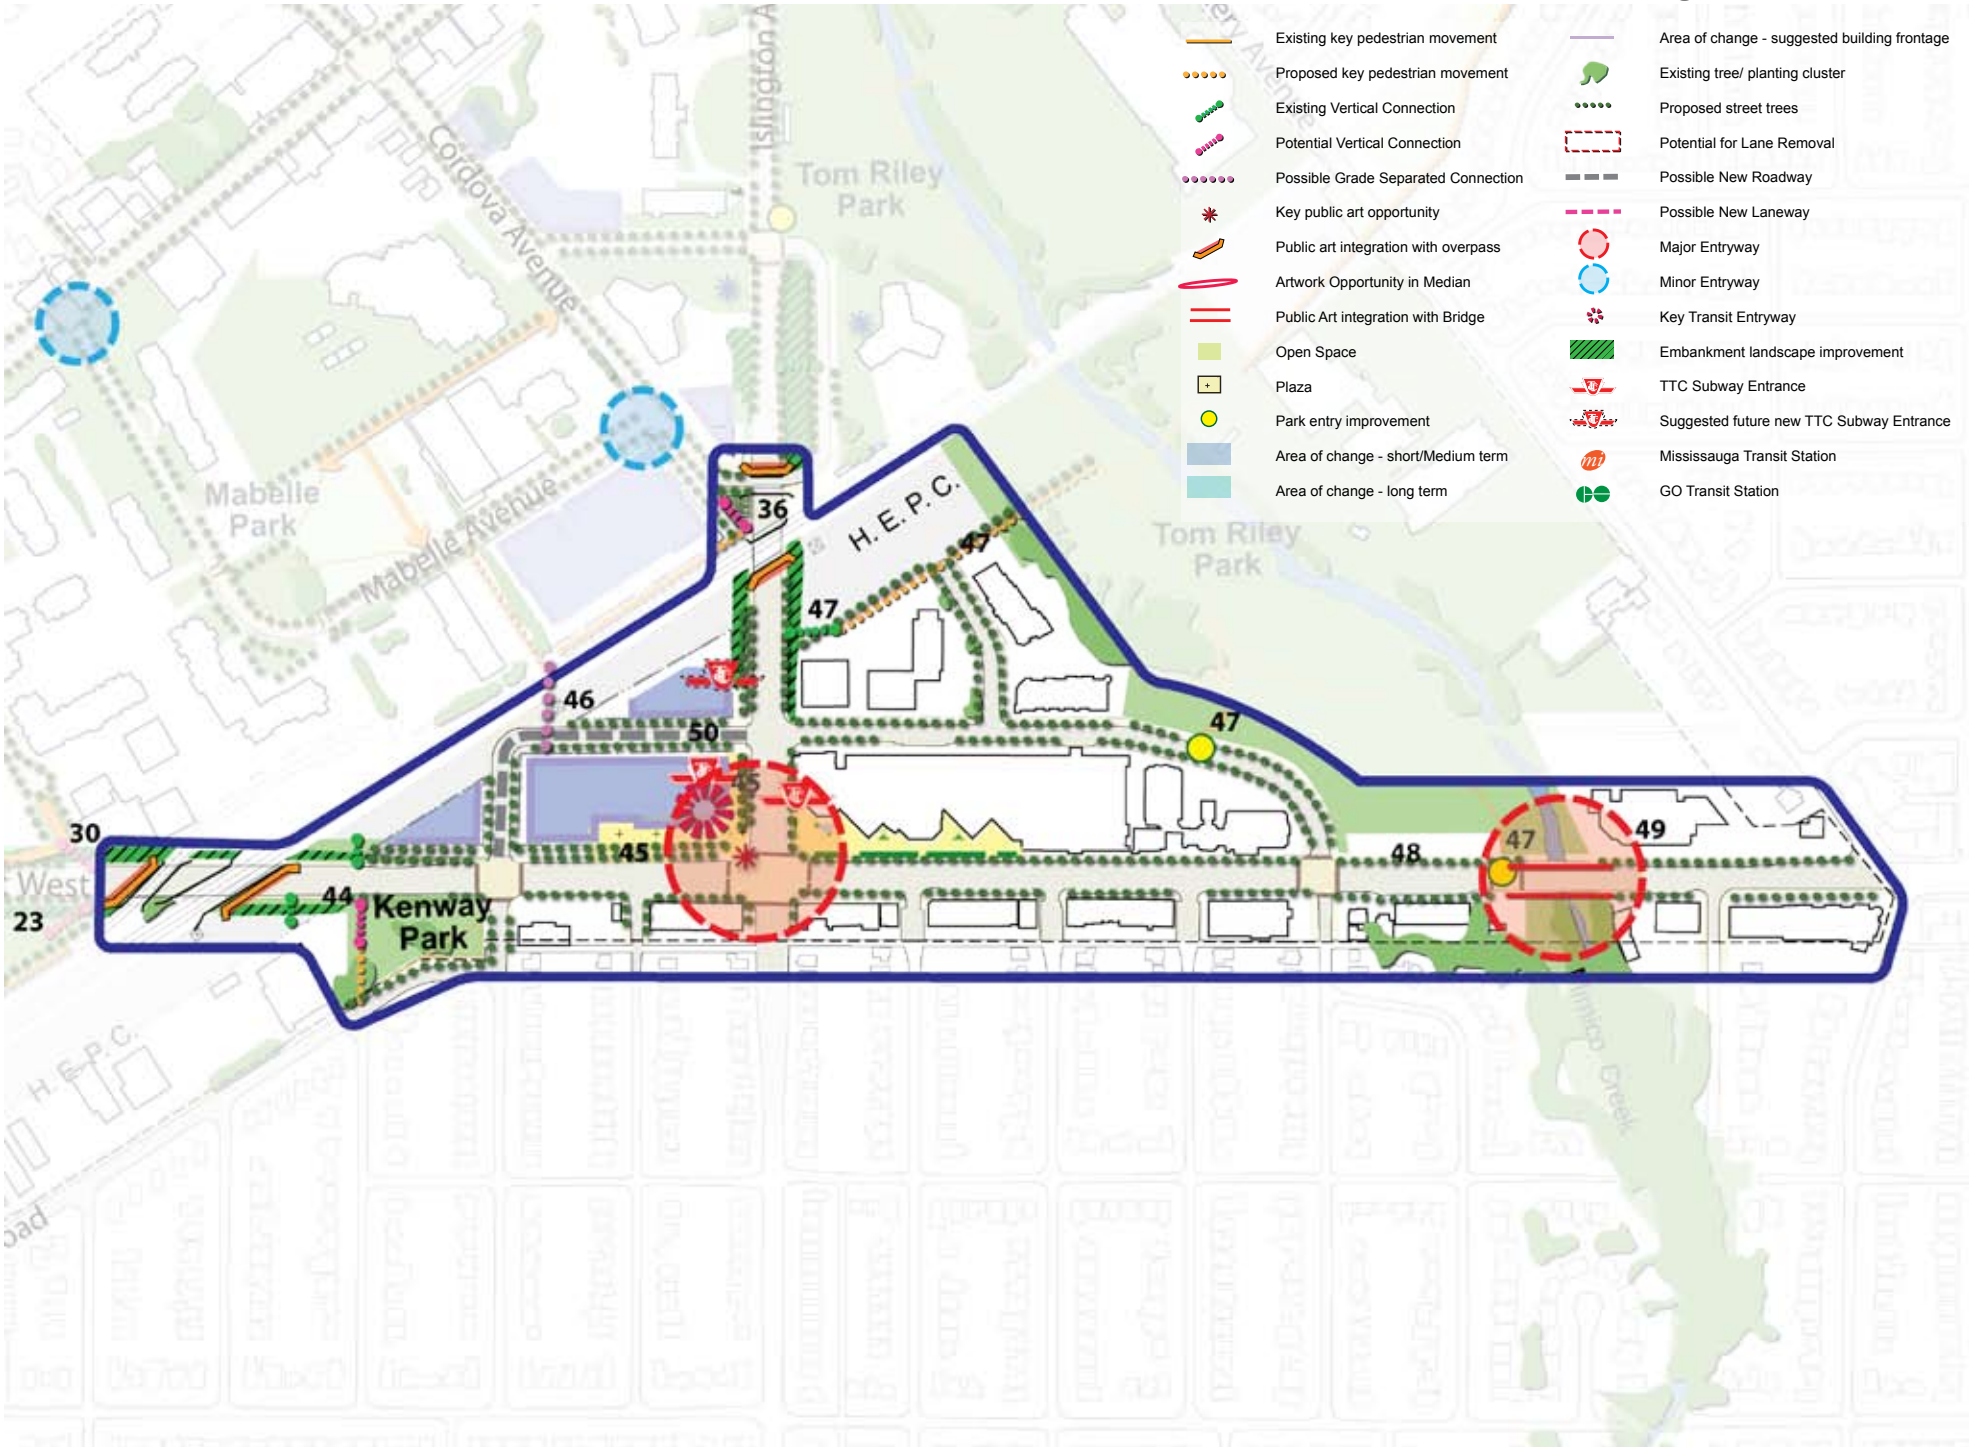 Existing key pedestrian movement
Proposed key pedestrian movement
Existing Vertical Connection
Potential Vertical Connection
Possible Grade Separated Connection
Key public art opportunity
Public art integration with overpass
Artwork Opportunity in Median
Public Art integration with Bridge
Open Space
Plaza
Park entry improvement
Area of change - short/Medium term
Area of change - long term
Area of change - suggested building frontage
Existing tree/ planting cluster
Proposed street trees
Potential for Lane Removal
Possible New Roadway
Possible New Laneway
Major Entryway
Minor Entryway
Key Transit Entryway
Embankment landscape improvement
TTC Subway Entrance
Suggested future new TTC Subway Entrance
Mississauga Transit Station
GO Transit Station
Islington A
Cordova Avenue
Tom Riley
Park
Mabelle
Park
Mabelle Avenue
36
H. E. P. C.
47
Tom Riley
Park
47
46
50
47
45
30
45
48
47
49
West
23
44
Kenway
Park
H. E. P. C.
Creek
oad